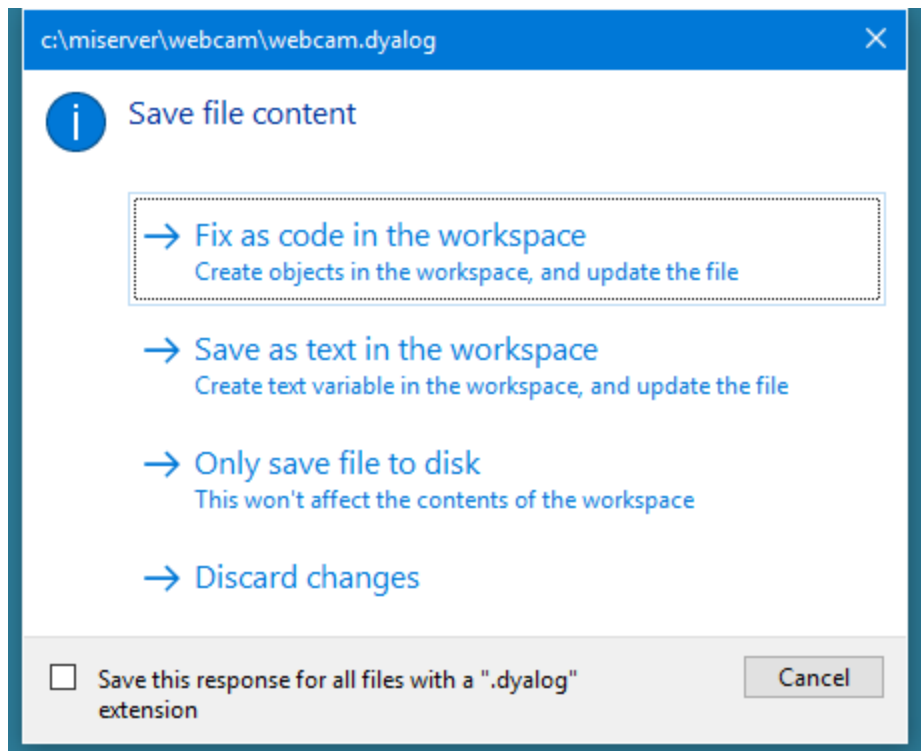 c:\miserver\webcam\webcam.dyalog
Save file content
Fix as code in the workspace
Create objects in the workspace, and update the file
Save as text in the workspace
Create text variable in the workspace, and update the file
Only save file to disk
This won't affect the contents of the workspace
Discard changes
Save this response for all files with a ".dyalog"
extension
Cancel